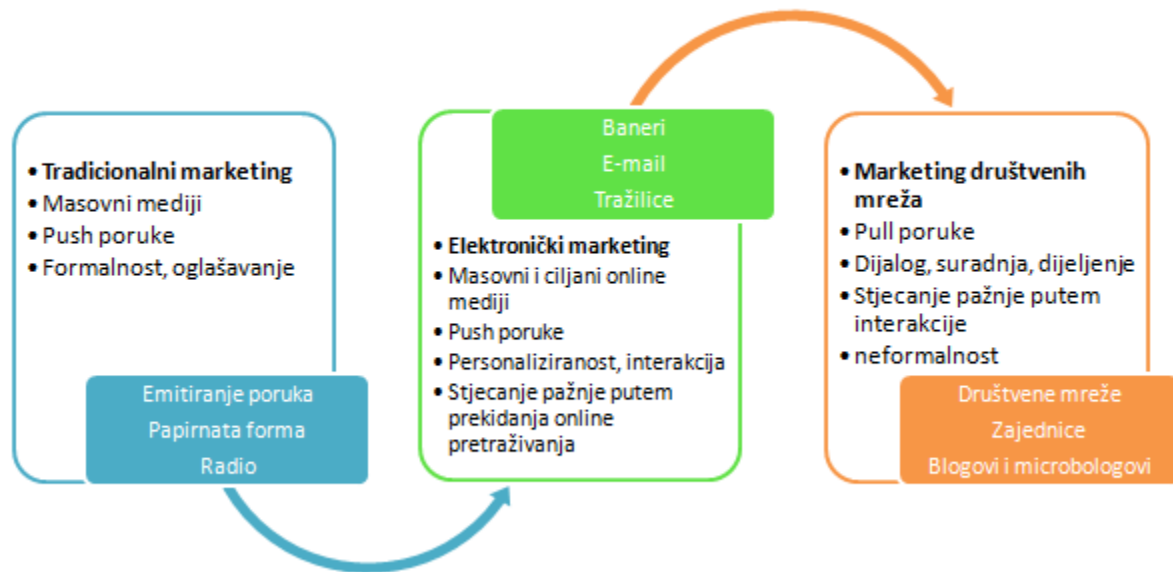 • Tradicionalni marketing
• Masovni mediji
• Push poruke
• Formalnost, oglašavanje
Emitiranje poruka
Papirnata forma
Radio
Baneri
E-mail
Tražilice
• Elektronički marketing
• Masovni i ciljani online
mediji
• Push poruke
• Personaliziranost, interakcija
• Stjecanje pažnje putem
prekidanja online
pretraživanja
• Marketing društvenih
mreža
• Pull poruke
• Dijalog, suradnja, dijeljenje
• Stjecanje pažnje putem
interakcije
• neformalnost
Društvene mreže
Zajednice
Blogovi i microbologovi